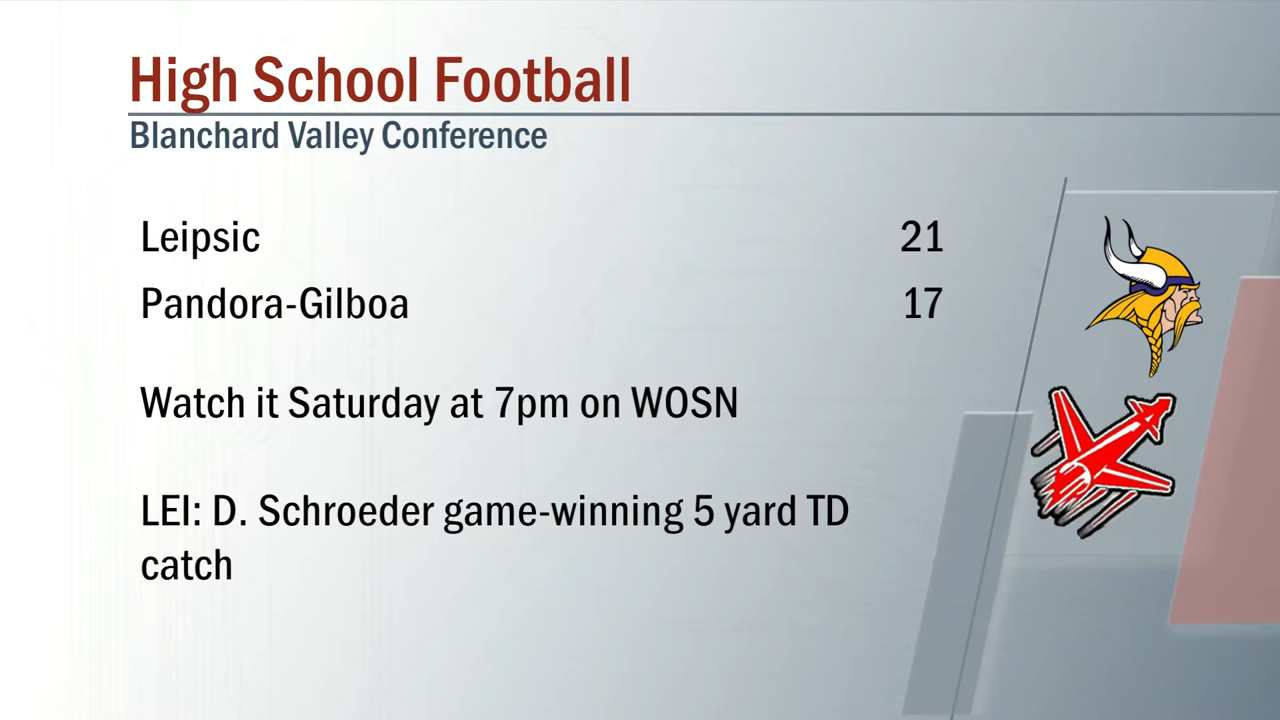 High School Football
Blanchard Valley Conference
Leipsic 21
Pandora-Gilboa 17
Watch it Saturday at 7pm on WOSN
LEI: D. Schroeder game-winning 5 yard TD
catch